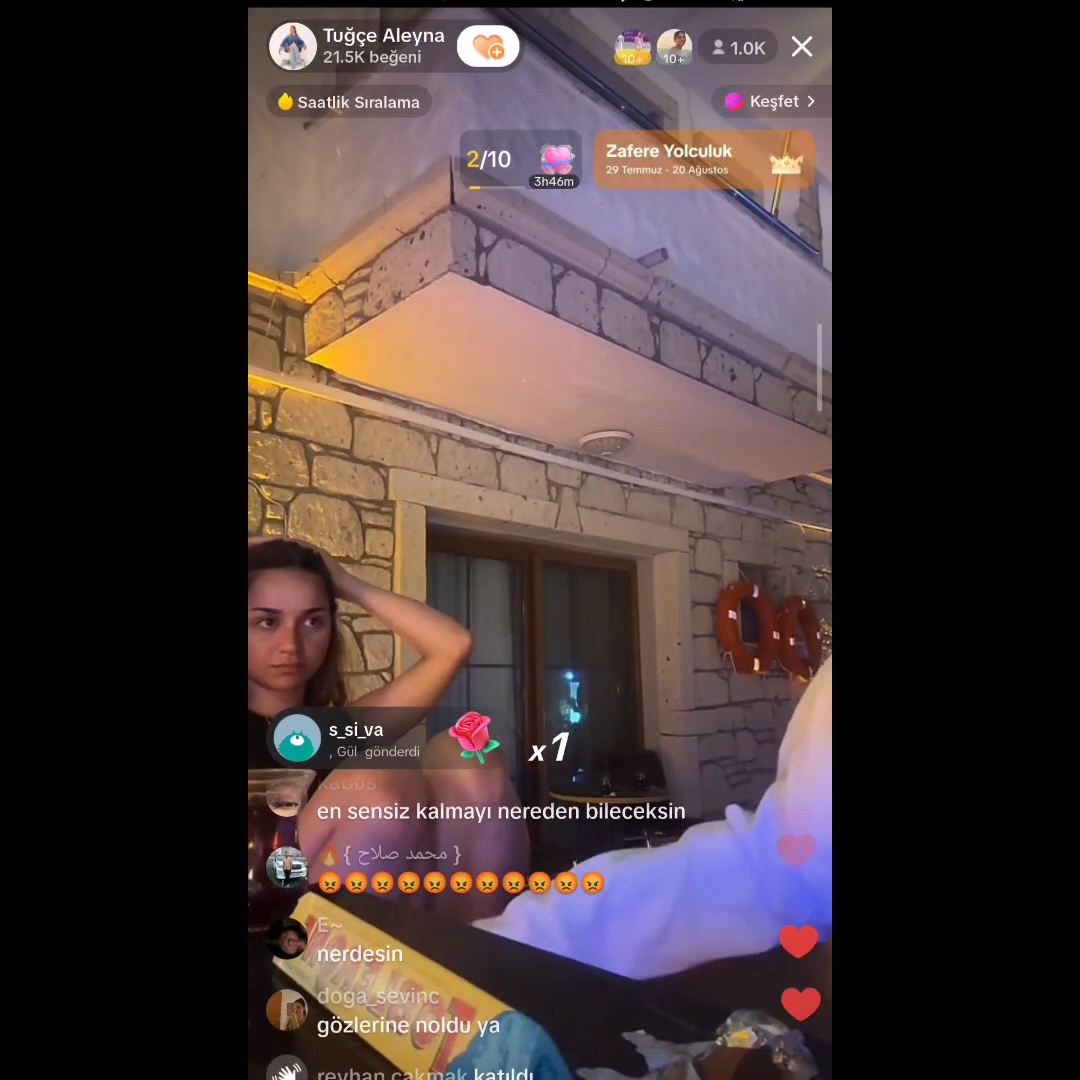 Tuğçe Aleyna
21.5K beğeni
10+
10+
1.0K
Saatlik Sıralama
Keşfet
2/10
3h46m
Zafere Yolculuk
29 Temmuz - 20 Ağustos
s_si_va
, Gül gönderdi
x1
kabus
en sensiz kalmayı nereden bileceksin
🔥{ محمد صلاح }
😡😡😡😡😡😡😡😡😡😡😡
E~
nerdesin
doga_sevinc
gözlerine noldu ya
reyhan çakmak katıldı